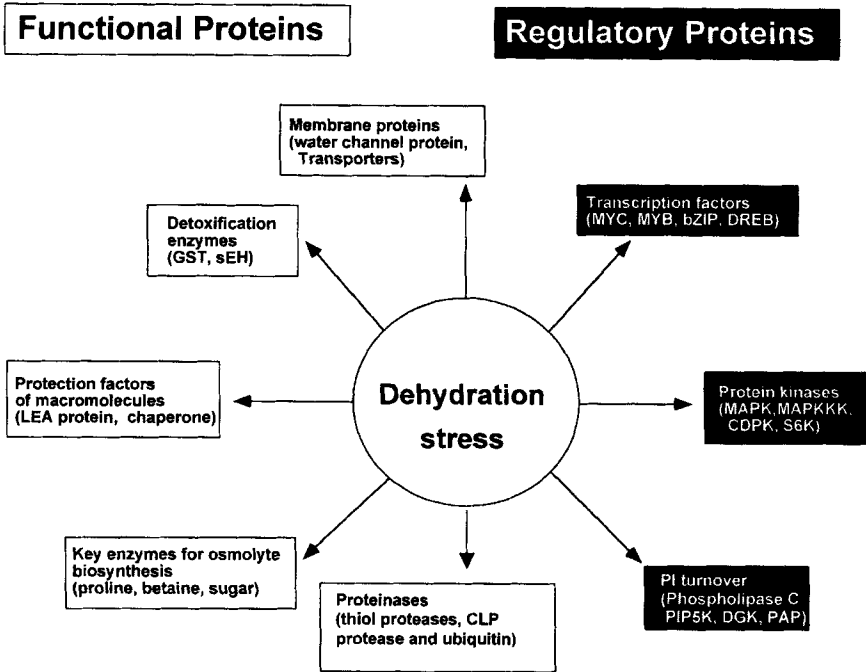 Functional Proteins
Regulatory Proteins
Membrane proteins
(water channel protein,
Transporters)
Transcription factors
(MYC, MYB, bZIP, DREB)
Detoxification
enzymes
(GST, sEH)
Dehydration
stress
Protection factors
of macromolecules
(LEA protein, chaperone)
Protein kinases
(MAPK,MAPKKK,
CDPK, S6K)
Key enzymes for osmolyte
biosynthesis
(proline, betaine, sugar)
Proteinases
(thiol proteases, CLP
protease and ubiquitin)
PI turnover
(Phospholipase C
PIP5K, DGK, PAP)